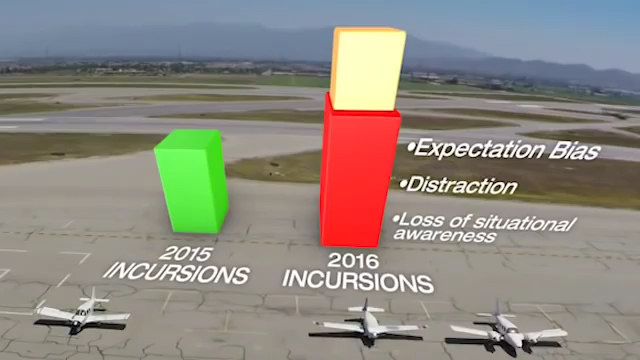 •Expectation Bias
•Distraction
•Loss of situational
awareness
2015
INCURSIONS
2016
INCURSIONS